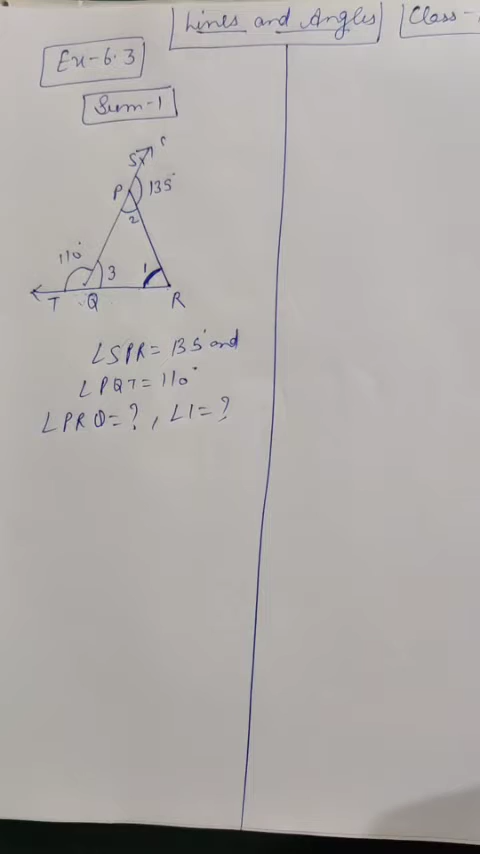 Lines and Angles
Class-
Ex-6.3
Sum-1
S
P 135°
2
110°
3 1
T Q R
∠SPR = 135° and
∠PQT = 110°
∠PRQ = ?, ∠1 = ?